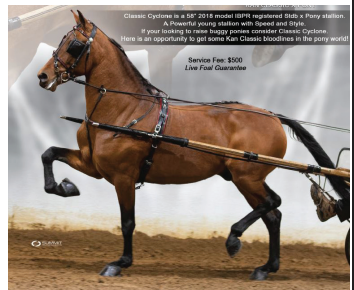 Classic Cyclone is a 58" 2018 model ISPR registered Stdb x Pony stallion.
A Powerful young stallion with Speed and Style.
If your looking to raise buggy ponies consider Classic Cyclone.
Here is an opportunity to get some Kan Classic bloodlines in the pony world!
Service Fee: $500
Live Foal Guarantee